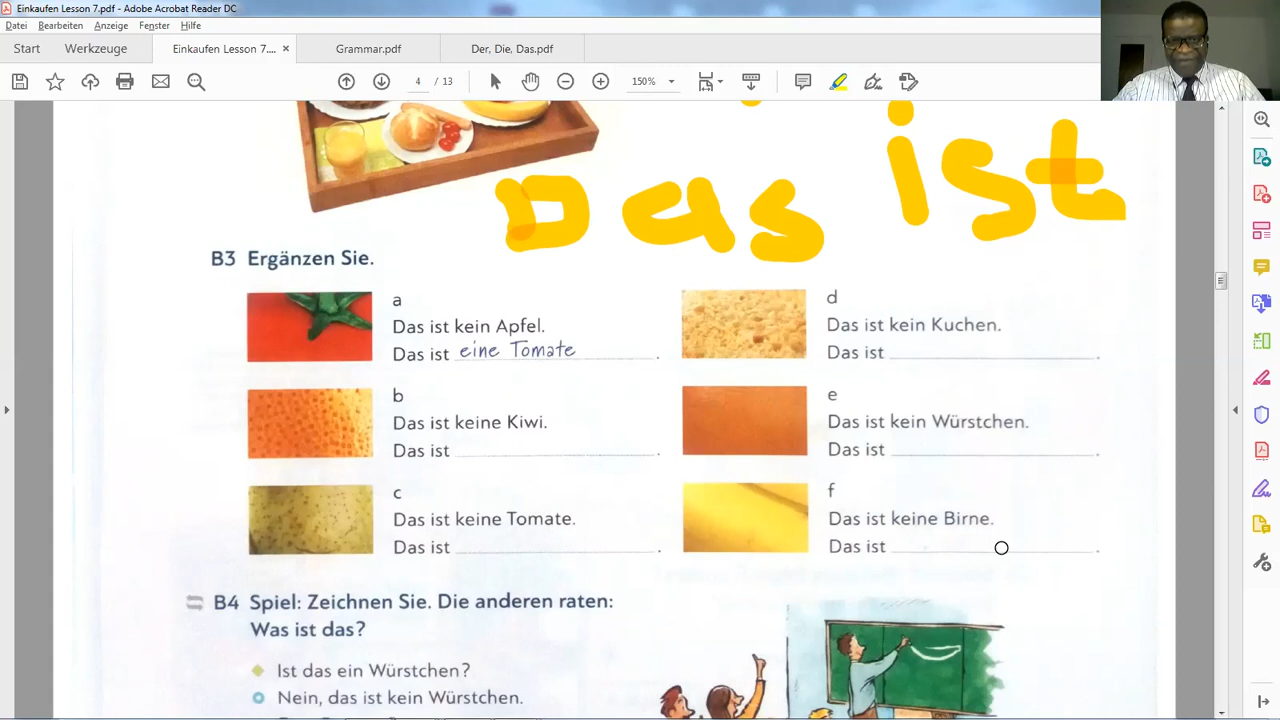 Einkaufen Lesson 7.pdf - Adobe Acrobat Reader DC
Datei Bearbeiten Anzeige Fenster Hilfe
Start Werkzeuge Einkaufen Lesson 7.... × Grammar.pdf Der, Die, Das.pdf
4 / 13 150%
Das ist
B3 Ergänzen Sie.
a
Das ist kein Apfel.
Das ist eine Tomate.
b
Das ist keine Kiwi.
Das ist .
c
Das ist keine Tomate.
Das ist .
d
Das ist kein Kuchen.
Das ist .
e
Das ist kein Würstchen.
Das ist .
f
Das ist keine Birne.
Das ist .
B4 Spiel: Zeichnen Sie. Die anderen raten:
Was ist das?
Ist das ein Würstchen?
Nein, das ist kein Würstchen.